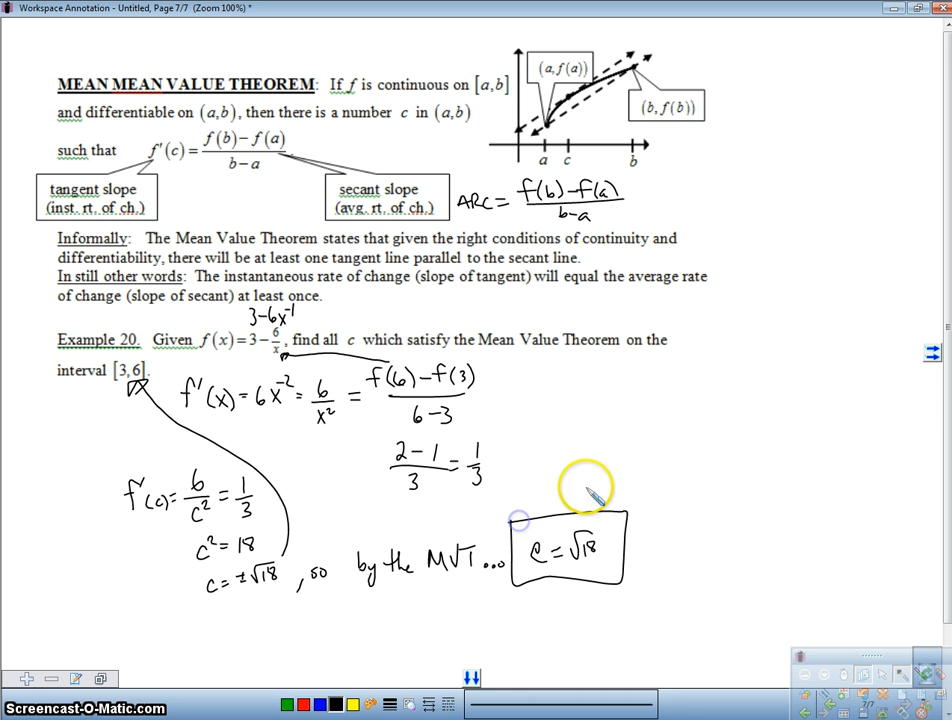 Workspace Annotation - Untitled, Page 7/7 (Zoom 100%) *
MEAN MEAN VALUE THEOREM: If f is continuous on [a,b]
and differentiable on (a,b), then there is a number c in (a,b)
such that f'(c) = (f(b)−f(a))/(b−a)
tangent slope
(inst. rt. of ch.)
secant slope
(avg. rt. of ch.)
(a, f(a))
(b, f(b))
a c b
ARC = (f(b)−f(a))/(b−a)
Informally: The Mean Value Theorem states that given the right conditions of continuity and
differentiability, there will be at least one tangent line parallel to the secant line.
In still other words: The instantaneous rate of change (slope of tangent) will equal the average rate
of change (slope of secant) at least once.
3−6x⁻¹
Example 20. Given f(x)=3−6/x, find all c which satisfy the Mean Value Theorem on the
interval [3,6].
f'(x) = 6x⁻² = 6/x² = (f(6)−f(3))/(6−3)
(2−1)/3 = 1/3
f'(c) = 6/c² = 1/3
c² = 18
c = ±√18, so by the MVT... c = √18
7/7
Screencast-O-Matic.com